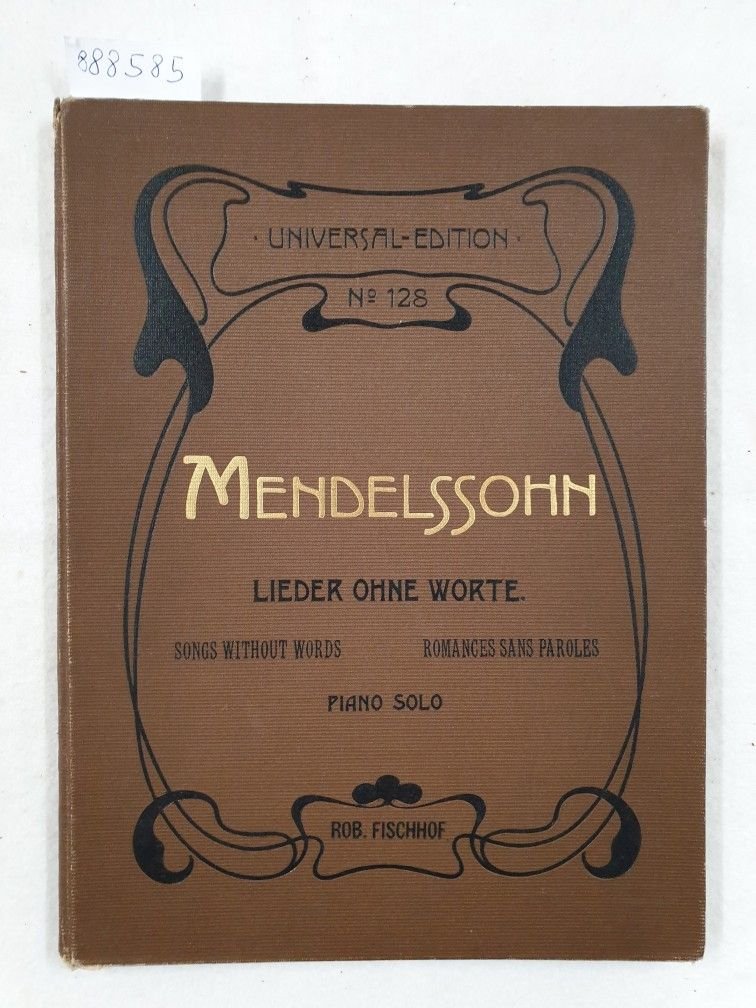 888585
· UNIVERSAL-EDITION ·
Nº 128
MENDELSSOHN
LIEDER OHNE WORTE.
SONGS WITHOUT WORDS ROMANCES SANS PAROLES
PIANO SOLO
ROB. FISCHHOF